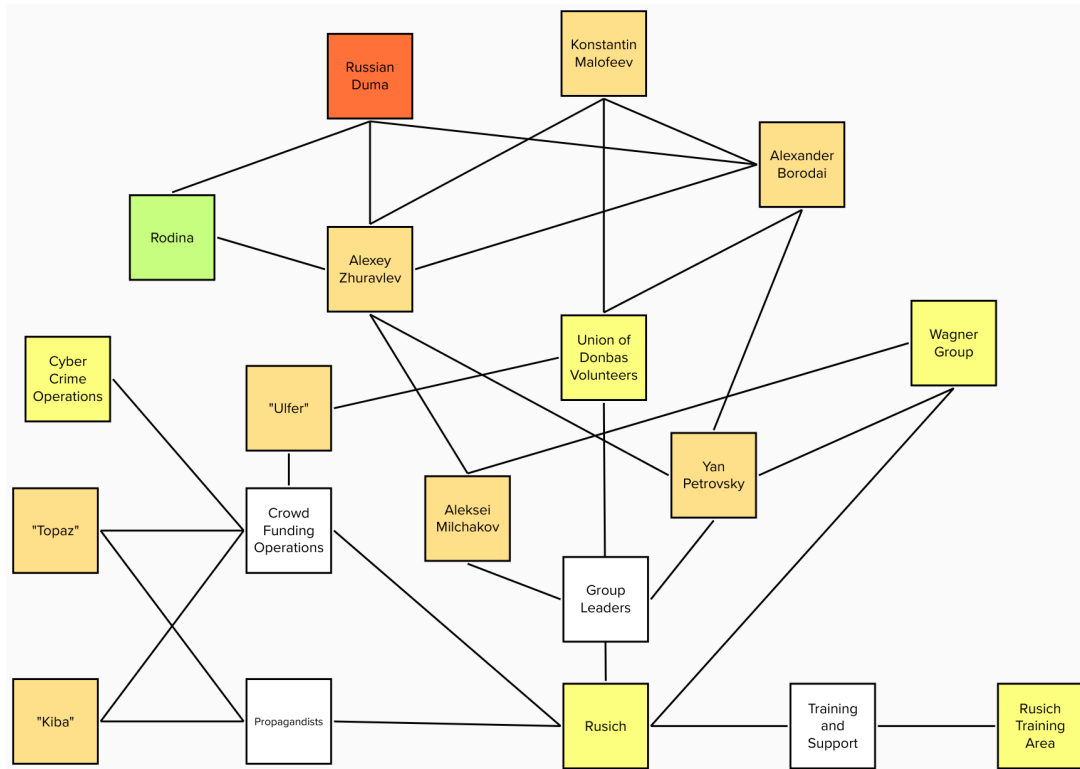 Konstantin
Malofeev
Russian
Duma
Alexander
Borodai
Rodina
Alexey
Zhuravlev
Union of
Donbas
Volunteers
Wagner
Group
Cyber
Crime
Operations
"Ulfer"
Yan
Petrovsky
"Topaz"
Crowd
Funding
Operations
Aleksei
Milchakov
Group
Leaders
"Kiba"
Propagandists
Rusich
Training
and
Support
Rusich
Training
Area